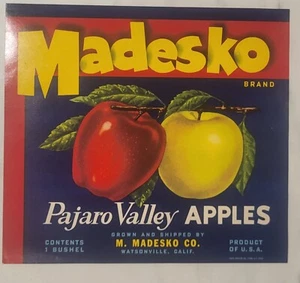 Madesko
BRAND
Pajaro Valley APPLES
GROWN AND SHIPPED BY
M. MADESKO CO.
WATSONVILLE, CALIF.
CONTENTS
1 BUSHEL
PRODUCT
OF U.S.A.